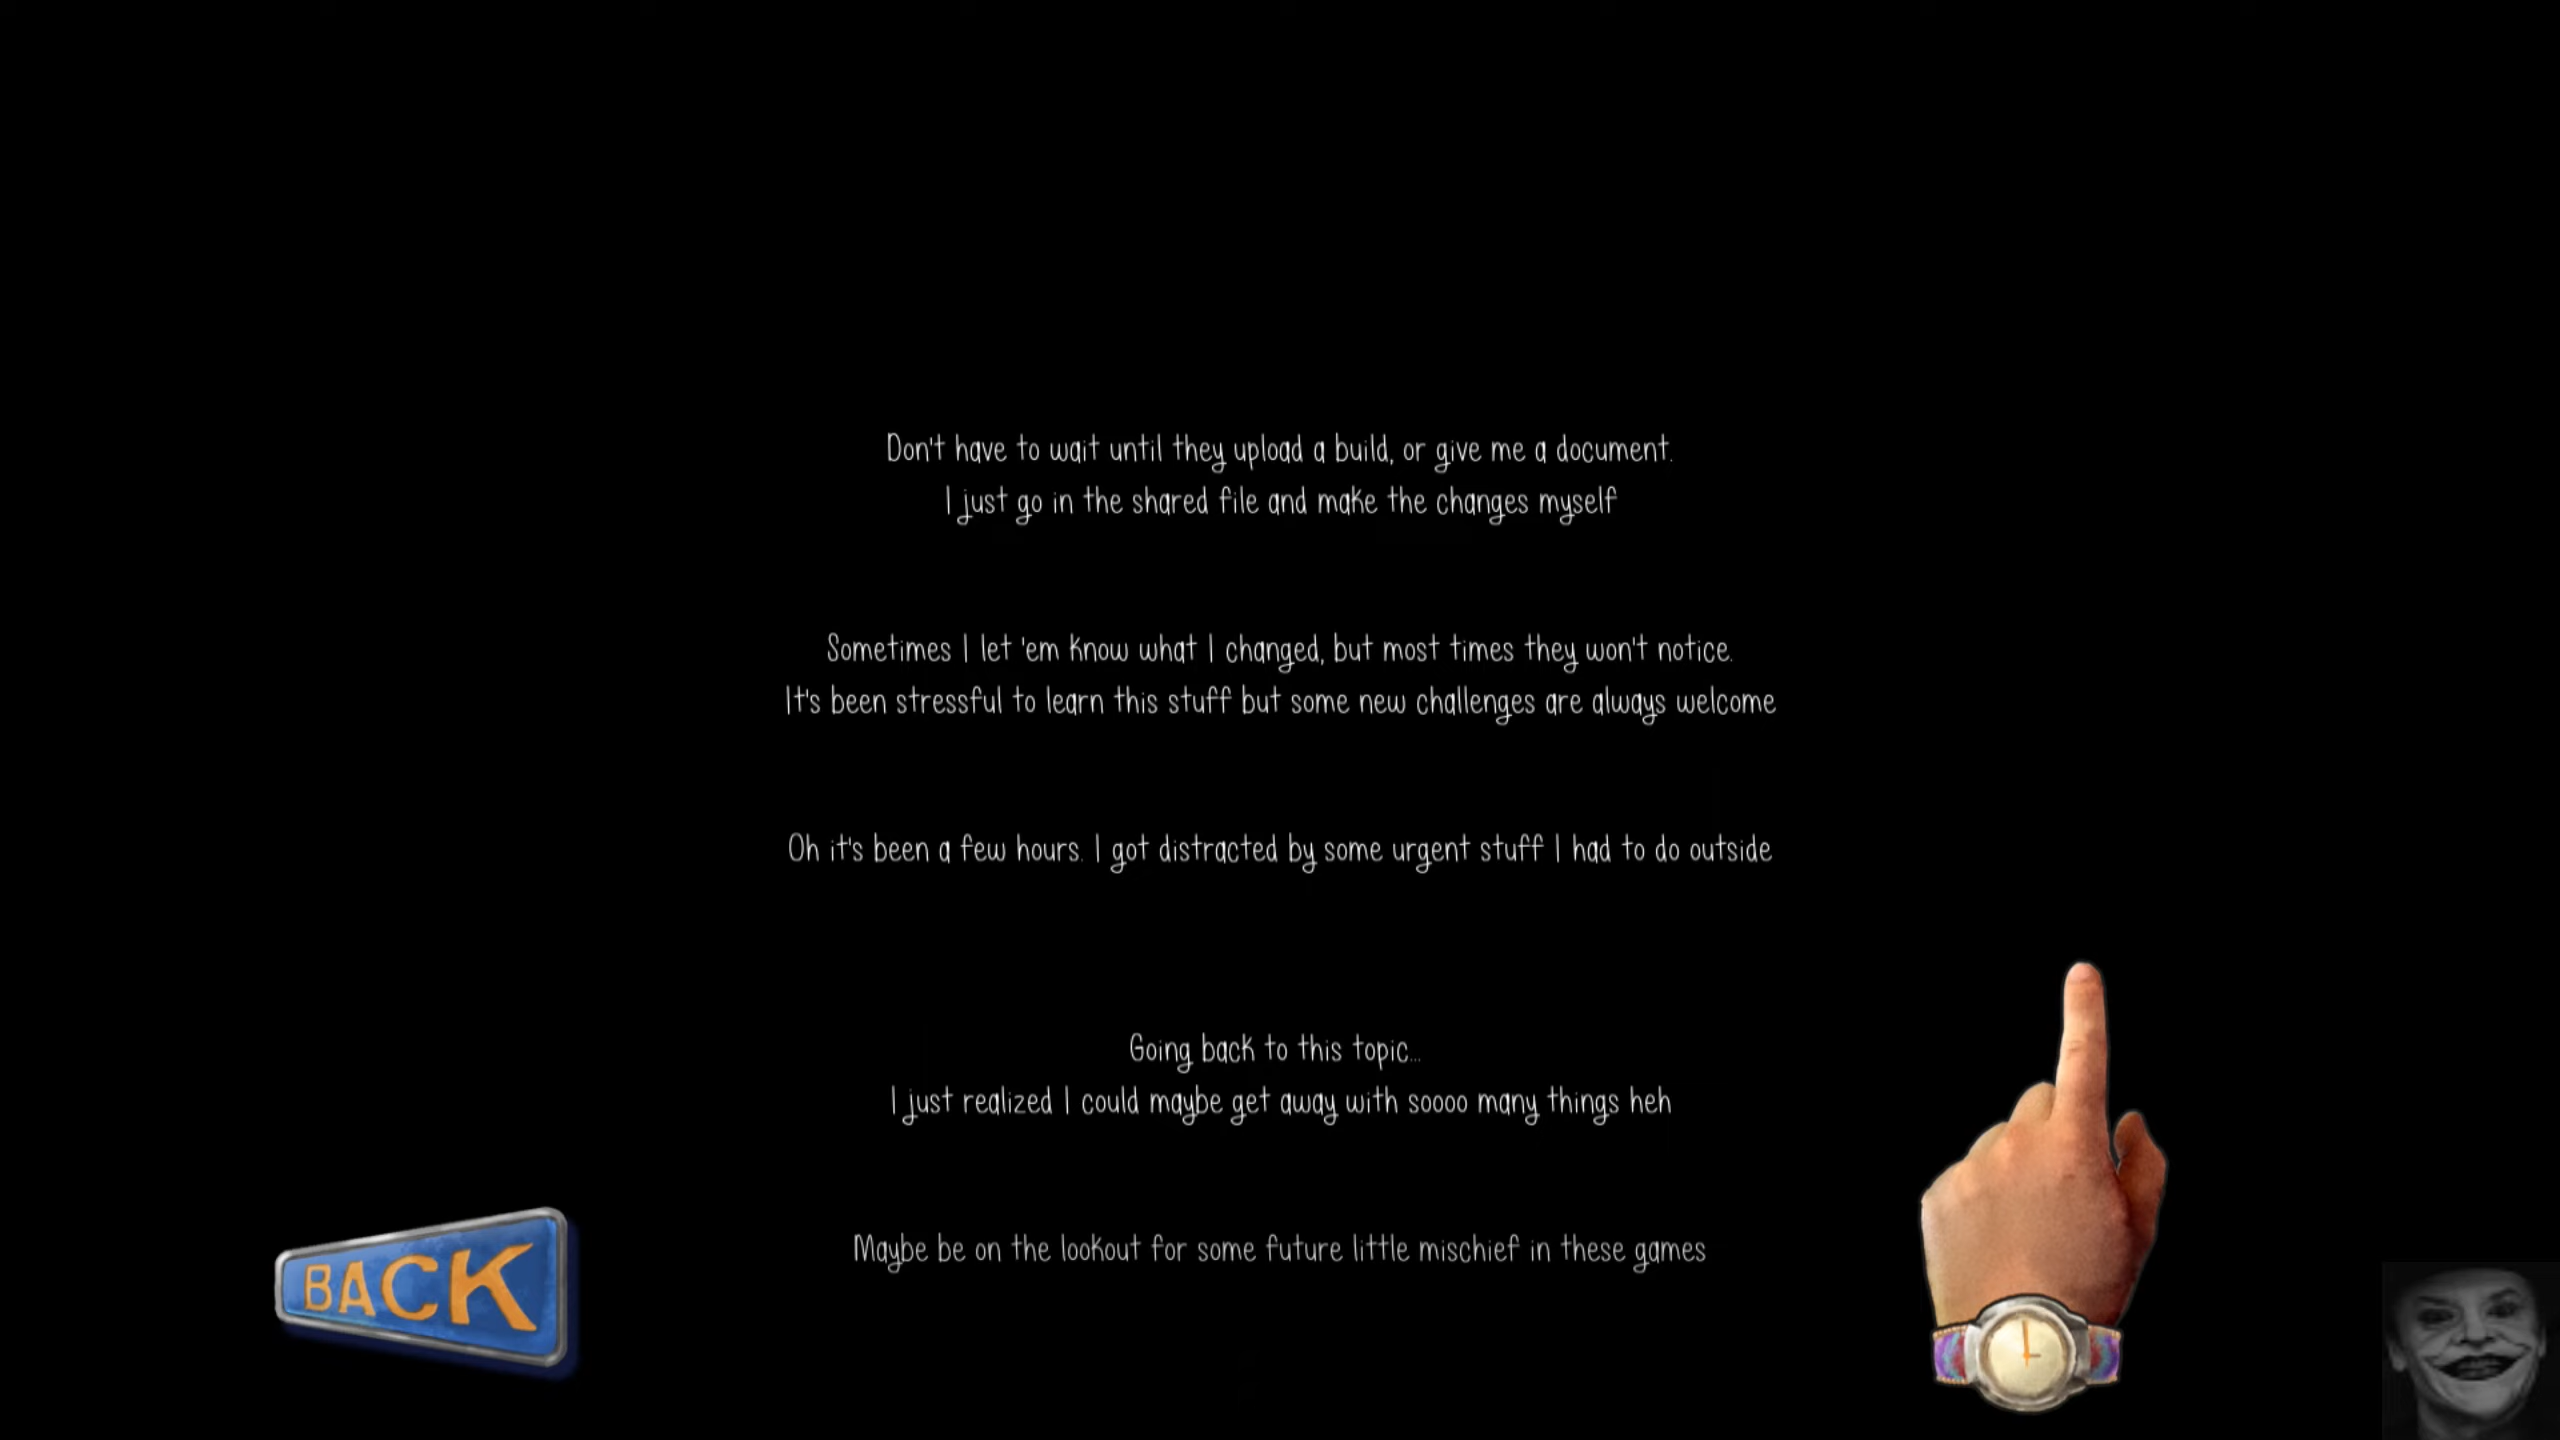 Don't have to wait until they upload a build, or give me a document.
I just go in the shared file and make the changes myself
Sometimes I let 'em know what I changed, but most times they won't notice.
It's been stressful to learn this stuff but some new challenges are always welcome
Oh it's been a few hours. I got distracted by some urgent stuff I had to do outside
Going back to this topic...
I just realized I could maybe get away with soooo many things heh
Maybe be on the lookout for some future little mischief in these games
BACK